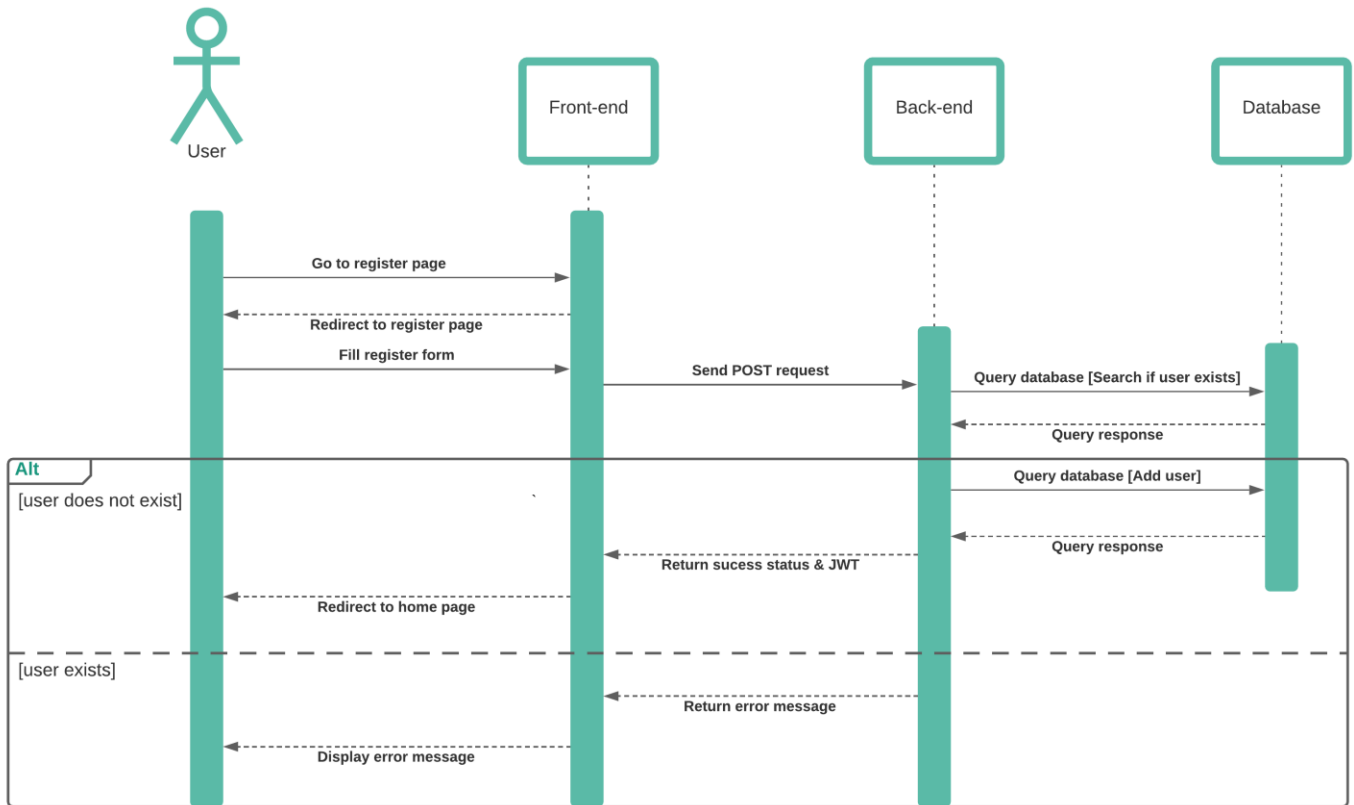 User
Front-end
Back-end
Database
Go to register page
Redirect to register page
Fill register form
Send POST request
Query database [Search if user exists]
Query response
Alt
[user does not exist]
`
Query database [Add user]
Query response
Return sucess status & JWT
Redirect to home page
[user exists]
Return error message
Display error message